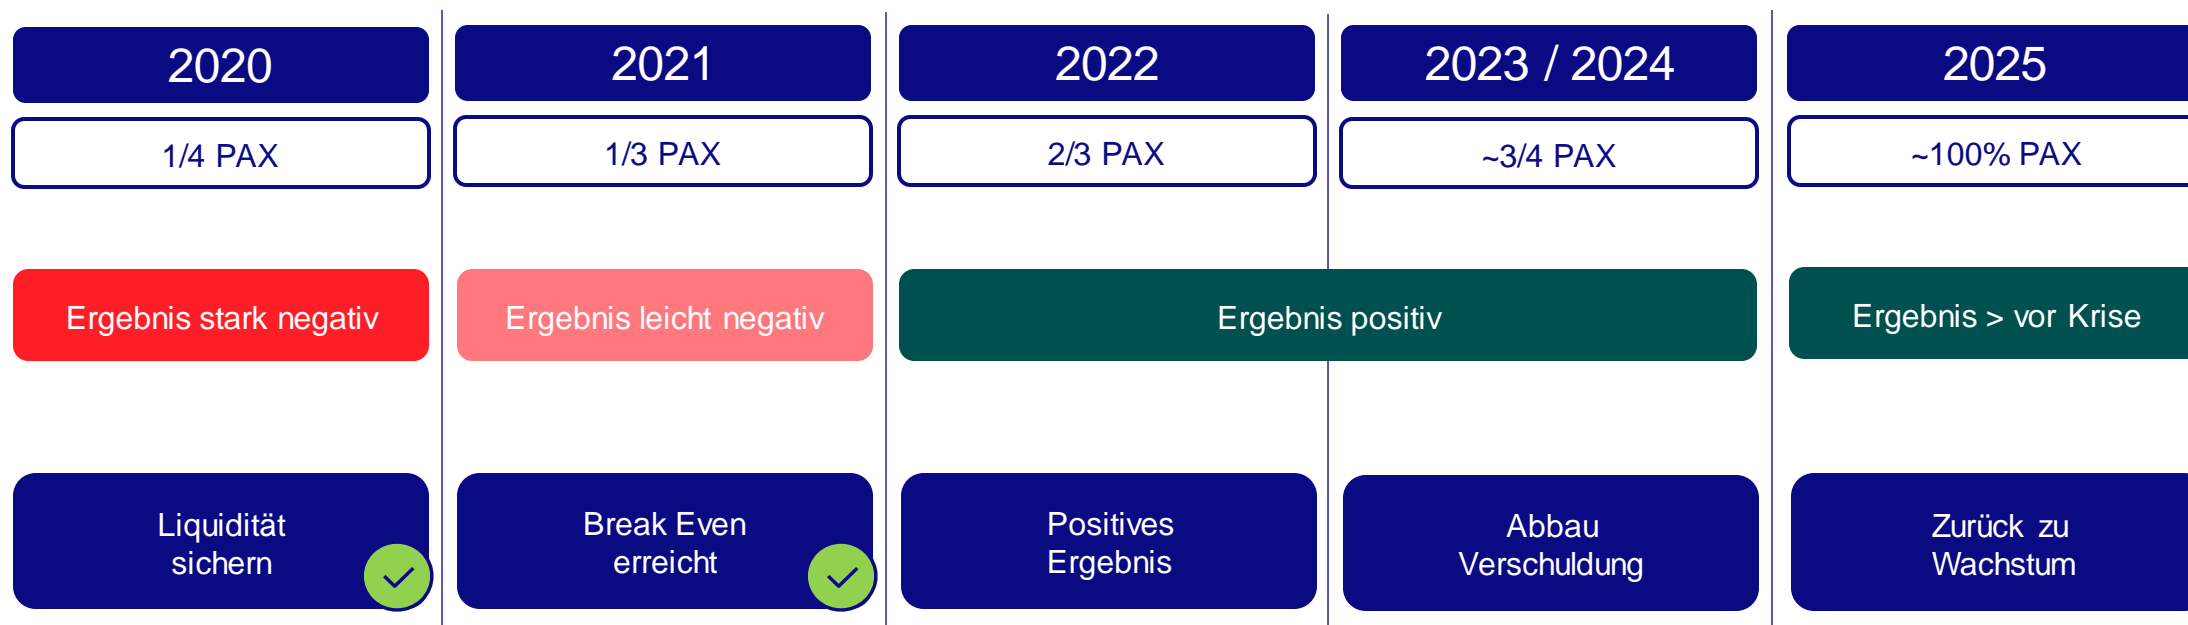 2020
2021
2022
2023 / 2024
2025
1/4 PAX
1/3 PAX
2/3 PAX
~3/4 PAX
~100% PAX
Ergebnis stark negativ
Ergebnis leicht negativ
Ergebnis positiv
Ergebnis > vor Krise
Liquidität
sichern
Break Even
erreicht
Positives
Ergebnis
Abbau
Verschuldung
Zurück zu
Wachstum